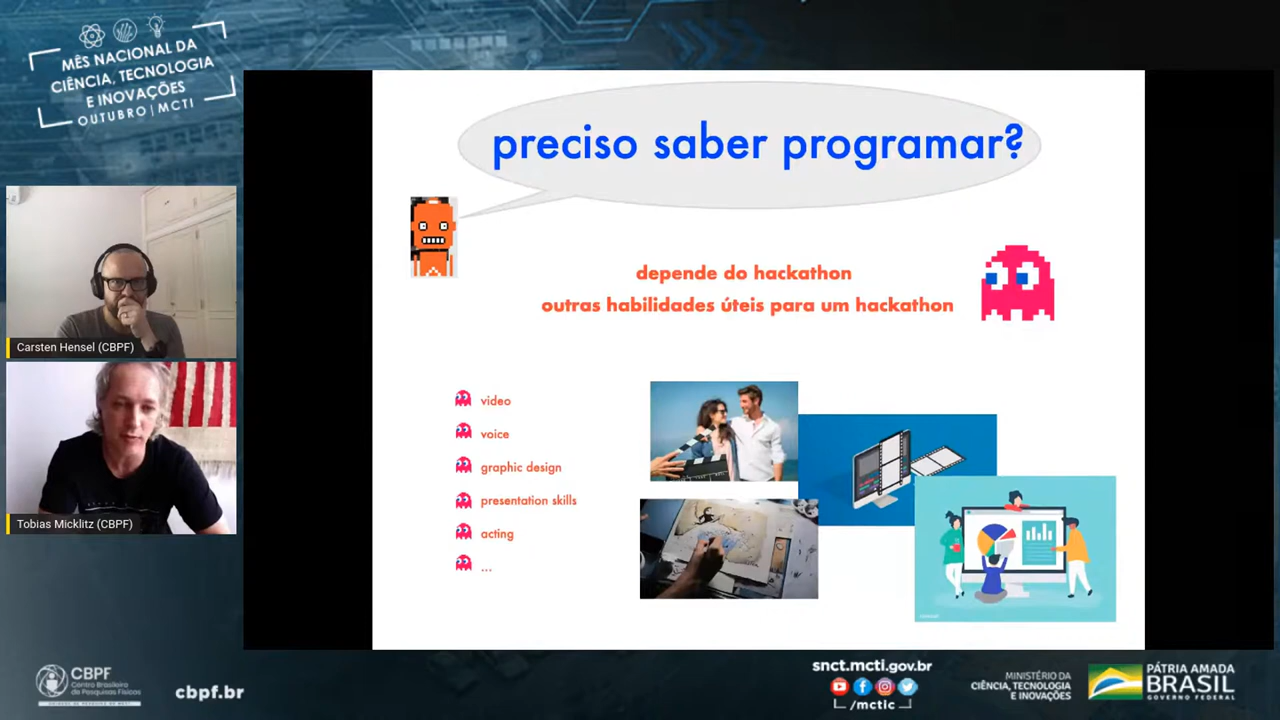 MÊS NACIONAL DA
CIÊNCIA, TECNOLOGIA
E INOVAÇÕES
OUTUBRO | MCTI
Carsten Hensel (CBPF)
Tobias Micklitz (CBPF)
preciso saber programar?
depende do hackathon
outras habilidades úteis para um hackathon
video
voice
graphic design
presentation skills
acting
...
CBPF
Centro Brasileiro
de Pesquisas Físicas
cbpf.br
snct.mcti.gov.br
/mctic
MINISTÉRIO DA
CIÊNCIA, TECNOLOGIA
E INOVAÇÕES
PÁTRIA AMADA
BRASIL
GOVERNO FEDERAL